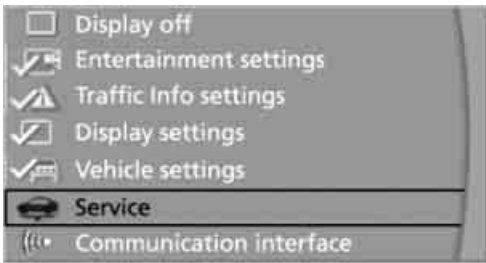 Display off
Entertainment settings
Traffic Info settings
Display settings
Vehicle settings
Service
Communication interface